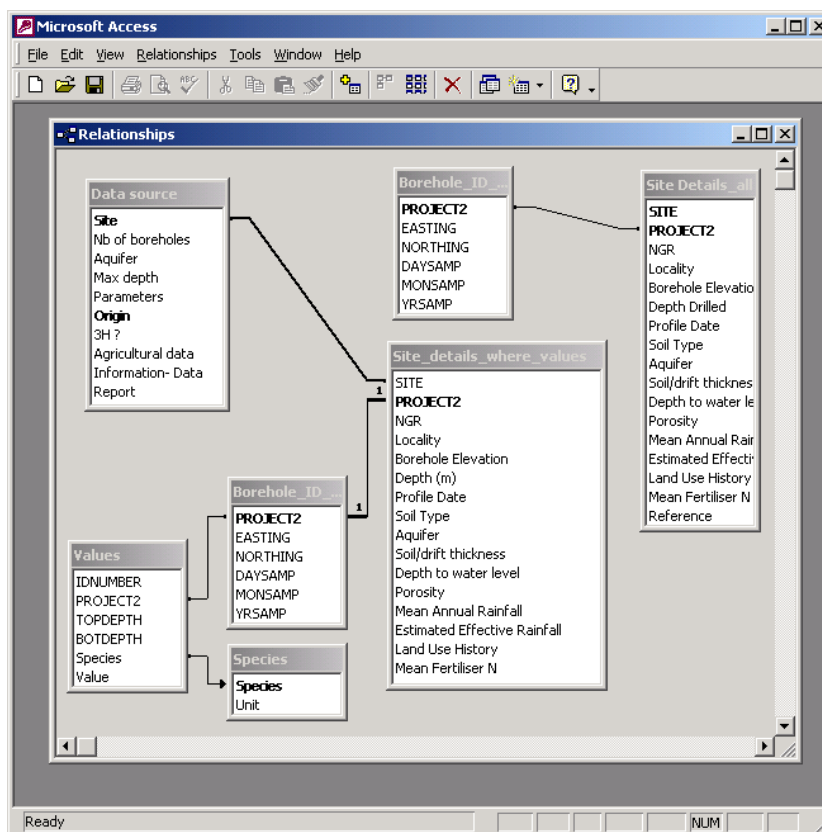 Microsoft Access
File Edit View Relationships Tools Window Help
ABC
Relationships
Data source
Site
Nb of boreholes
Aquifer
Max depth
Parameters
Origin
3H ?
Agricultural data
Information- Data
Report
Borehole_ID_...
PROJECT2
EASTING
NORTHING
DAYSAMP
MONSAMP
YRSAMP
Site Details_all
SITE
PROJECT2
NGR
Locality
Borehole Elevatio
Depth Drilled
Profile Date
Soil Type
Aquifer
Soil/drift thicknes
Depth to water le
Porosity
Mean Annual Rair
Estimated Effecti
Land Use History
Mean Fertiliser N
Reference
Site_details_where_values
SITE
PROJECT2
NGR
Locality
Borehole Elevation
Depth (m)
Profile Date
Soil Type
Aquifer
Soil/drift thickness
Depth to water level
Porosity
Mean Annual Rainfall
Estimated Effective Rainfall
Land Use History
Mean Fertiliser N
1
1
Borehole_ID_...
PROJECT2
EASTING
NORTHING
DAYSAMP
MONSAMP
YRSAMP
Values
IDNUMBER
PROJECT2
TOPDEPTH
BOTDEPTH
Species
Value
Species
Species
Unit
Ready
NUM